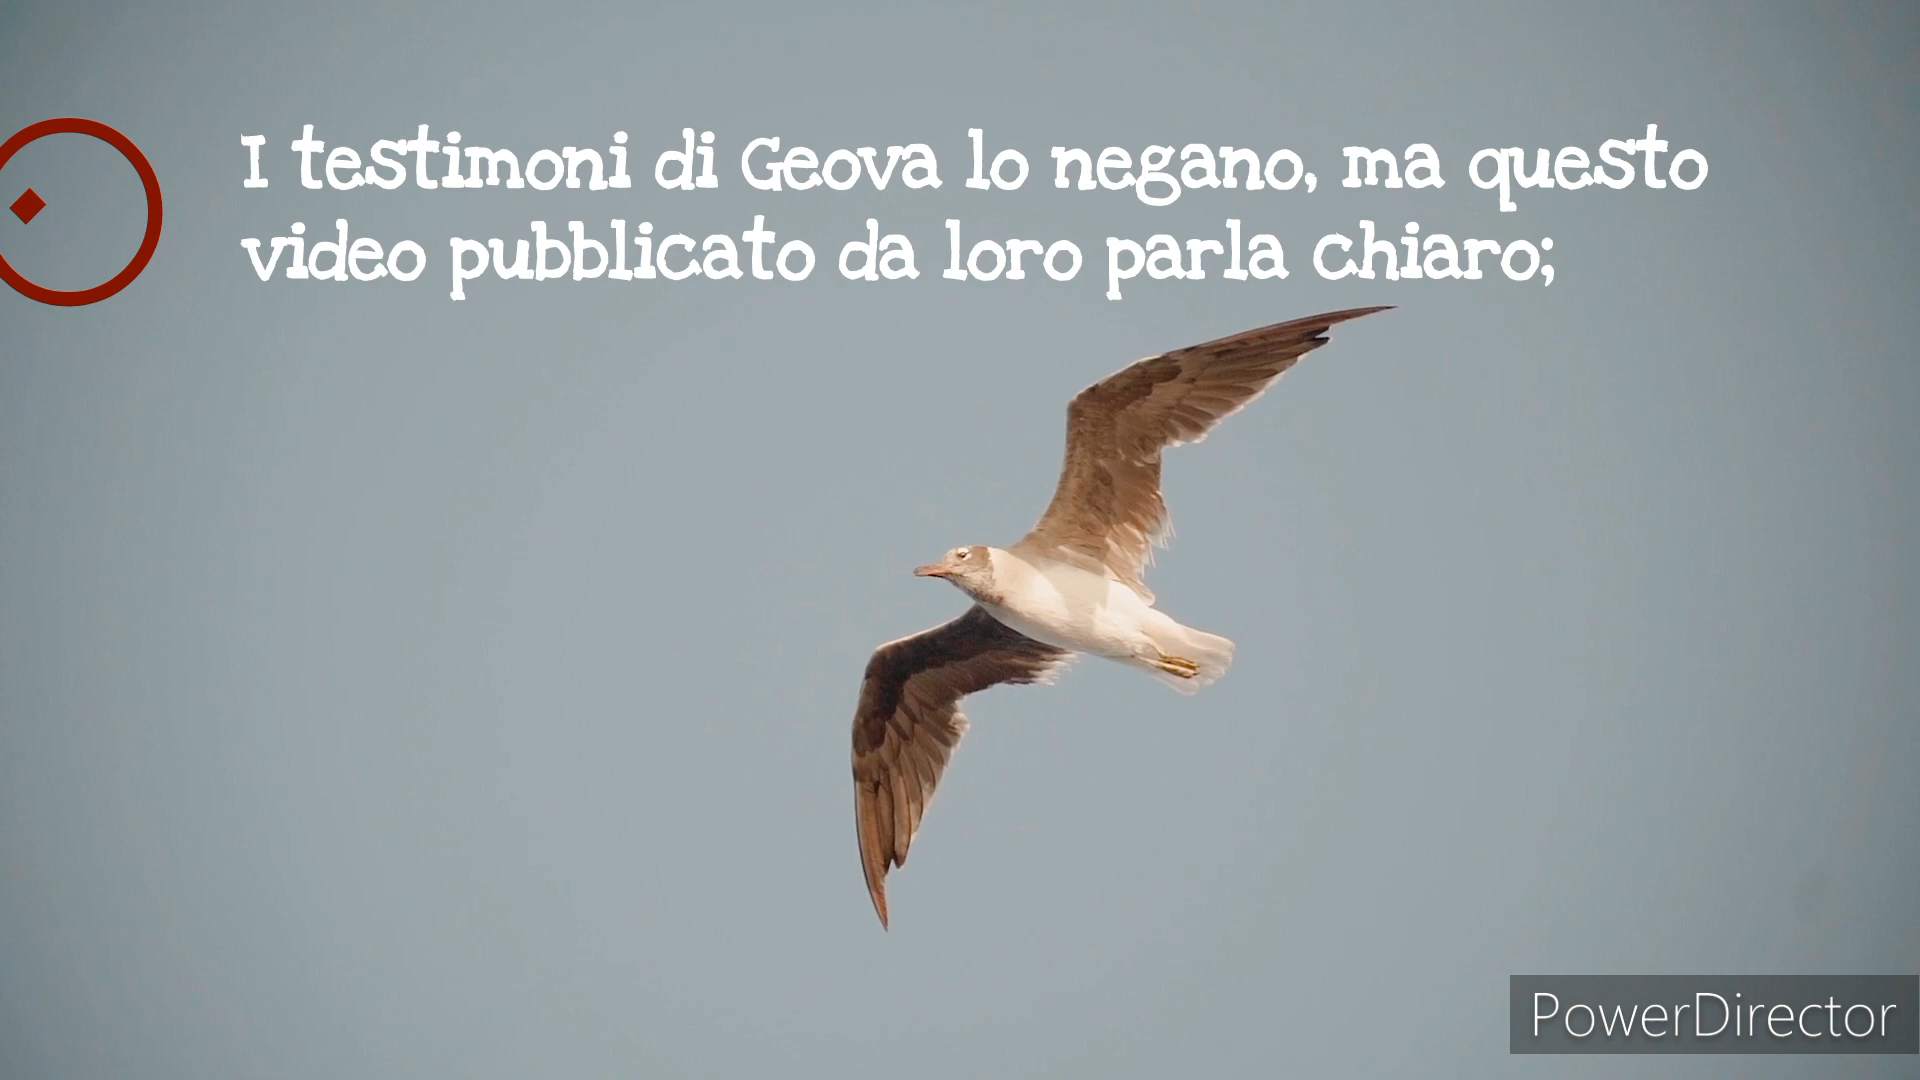 I testimoni di Geova lo negano, ma questo
video pubblicato da loro parla chiaro;
PowerDirector